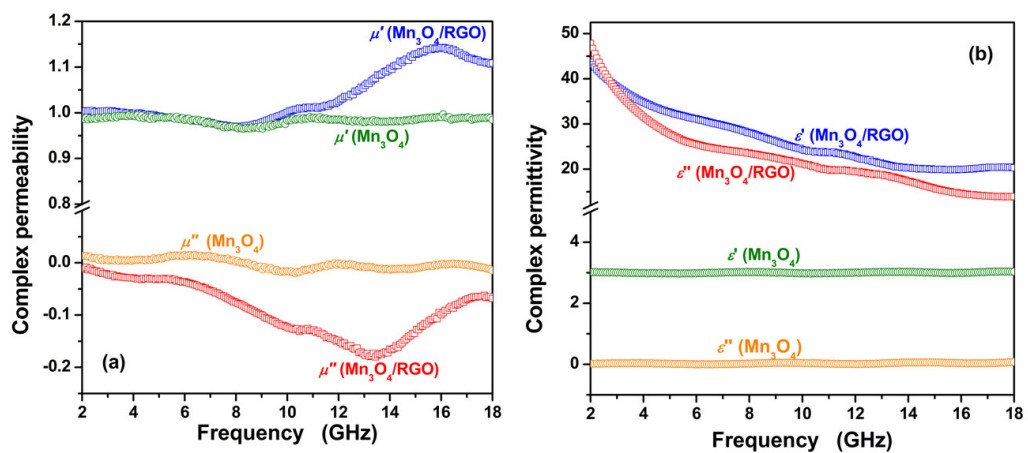 1.2
1.1
1.0
0.9
0.8
0.0
-0.1
-0.2
Complex permeability
μ' (Mn₃O₄/RGO)
μ' (Mn₃O₄)
μ'' (Mn₃O₄)
μ'' (Mn₃O₄/RGO)
(a)
2 4 6 8 10 12 14 16 18
Frequency (GHz)
50
40
30
20
4
2
0
Complex permittivity
(b)
ε' (Mn₃O₄/RGO)
ε'' (Mn₃O₄/RGO)
ε' (Mn₃O₄)
ε'' (Mn₃O₄)
2 4 6 8 10 12 14 16 18
Frequency (GHz)